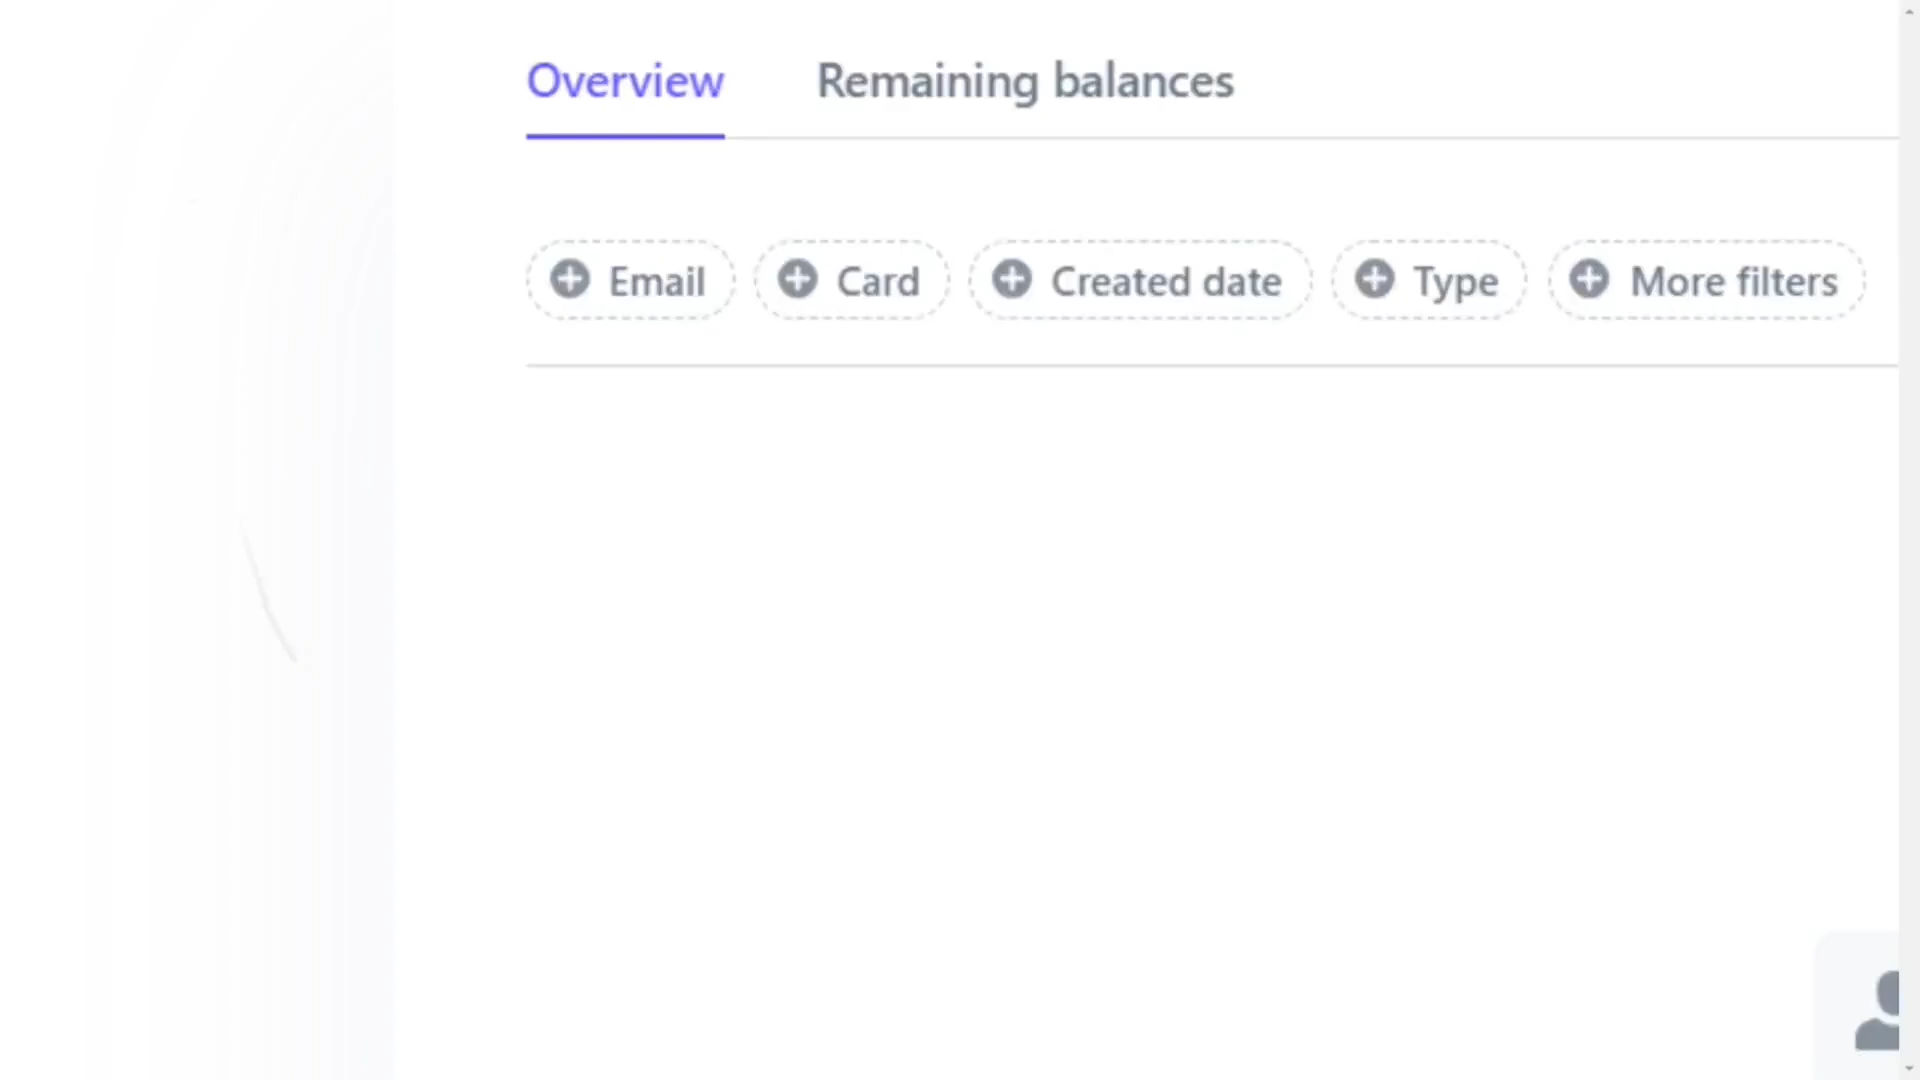 Overview Remaining balances
Email Card Created date Type More filters